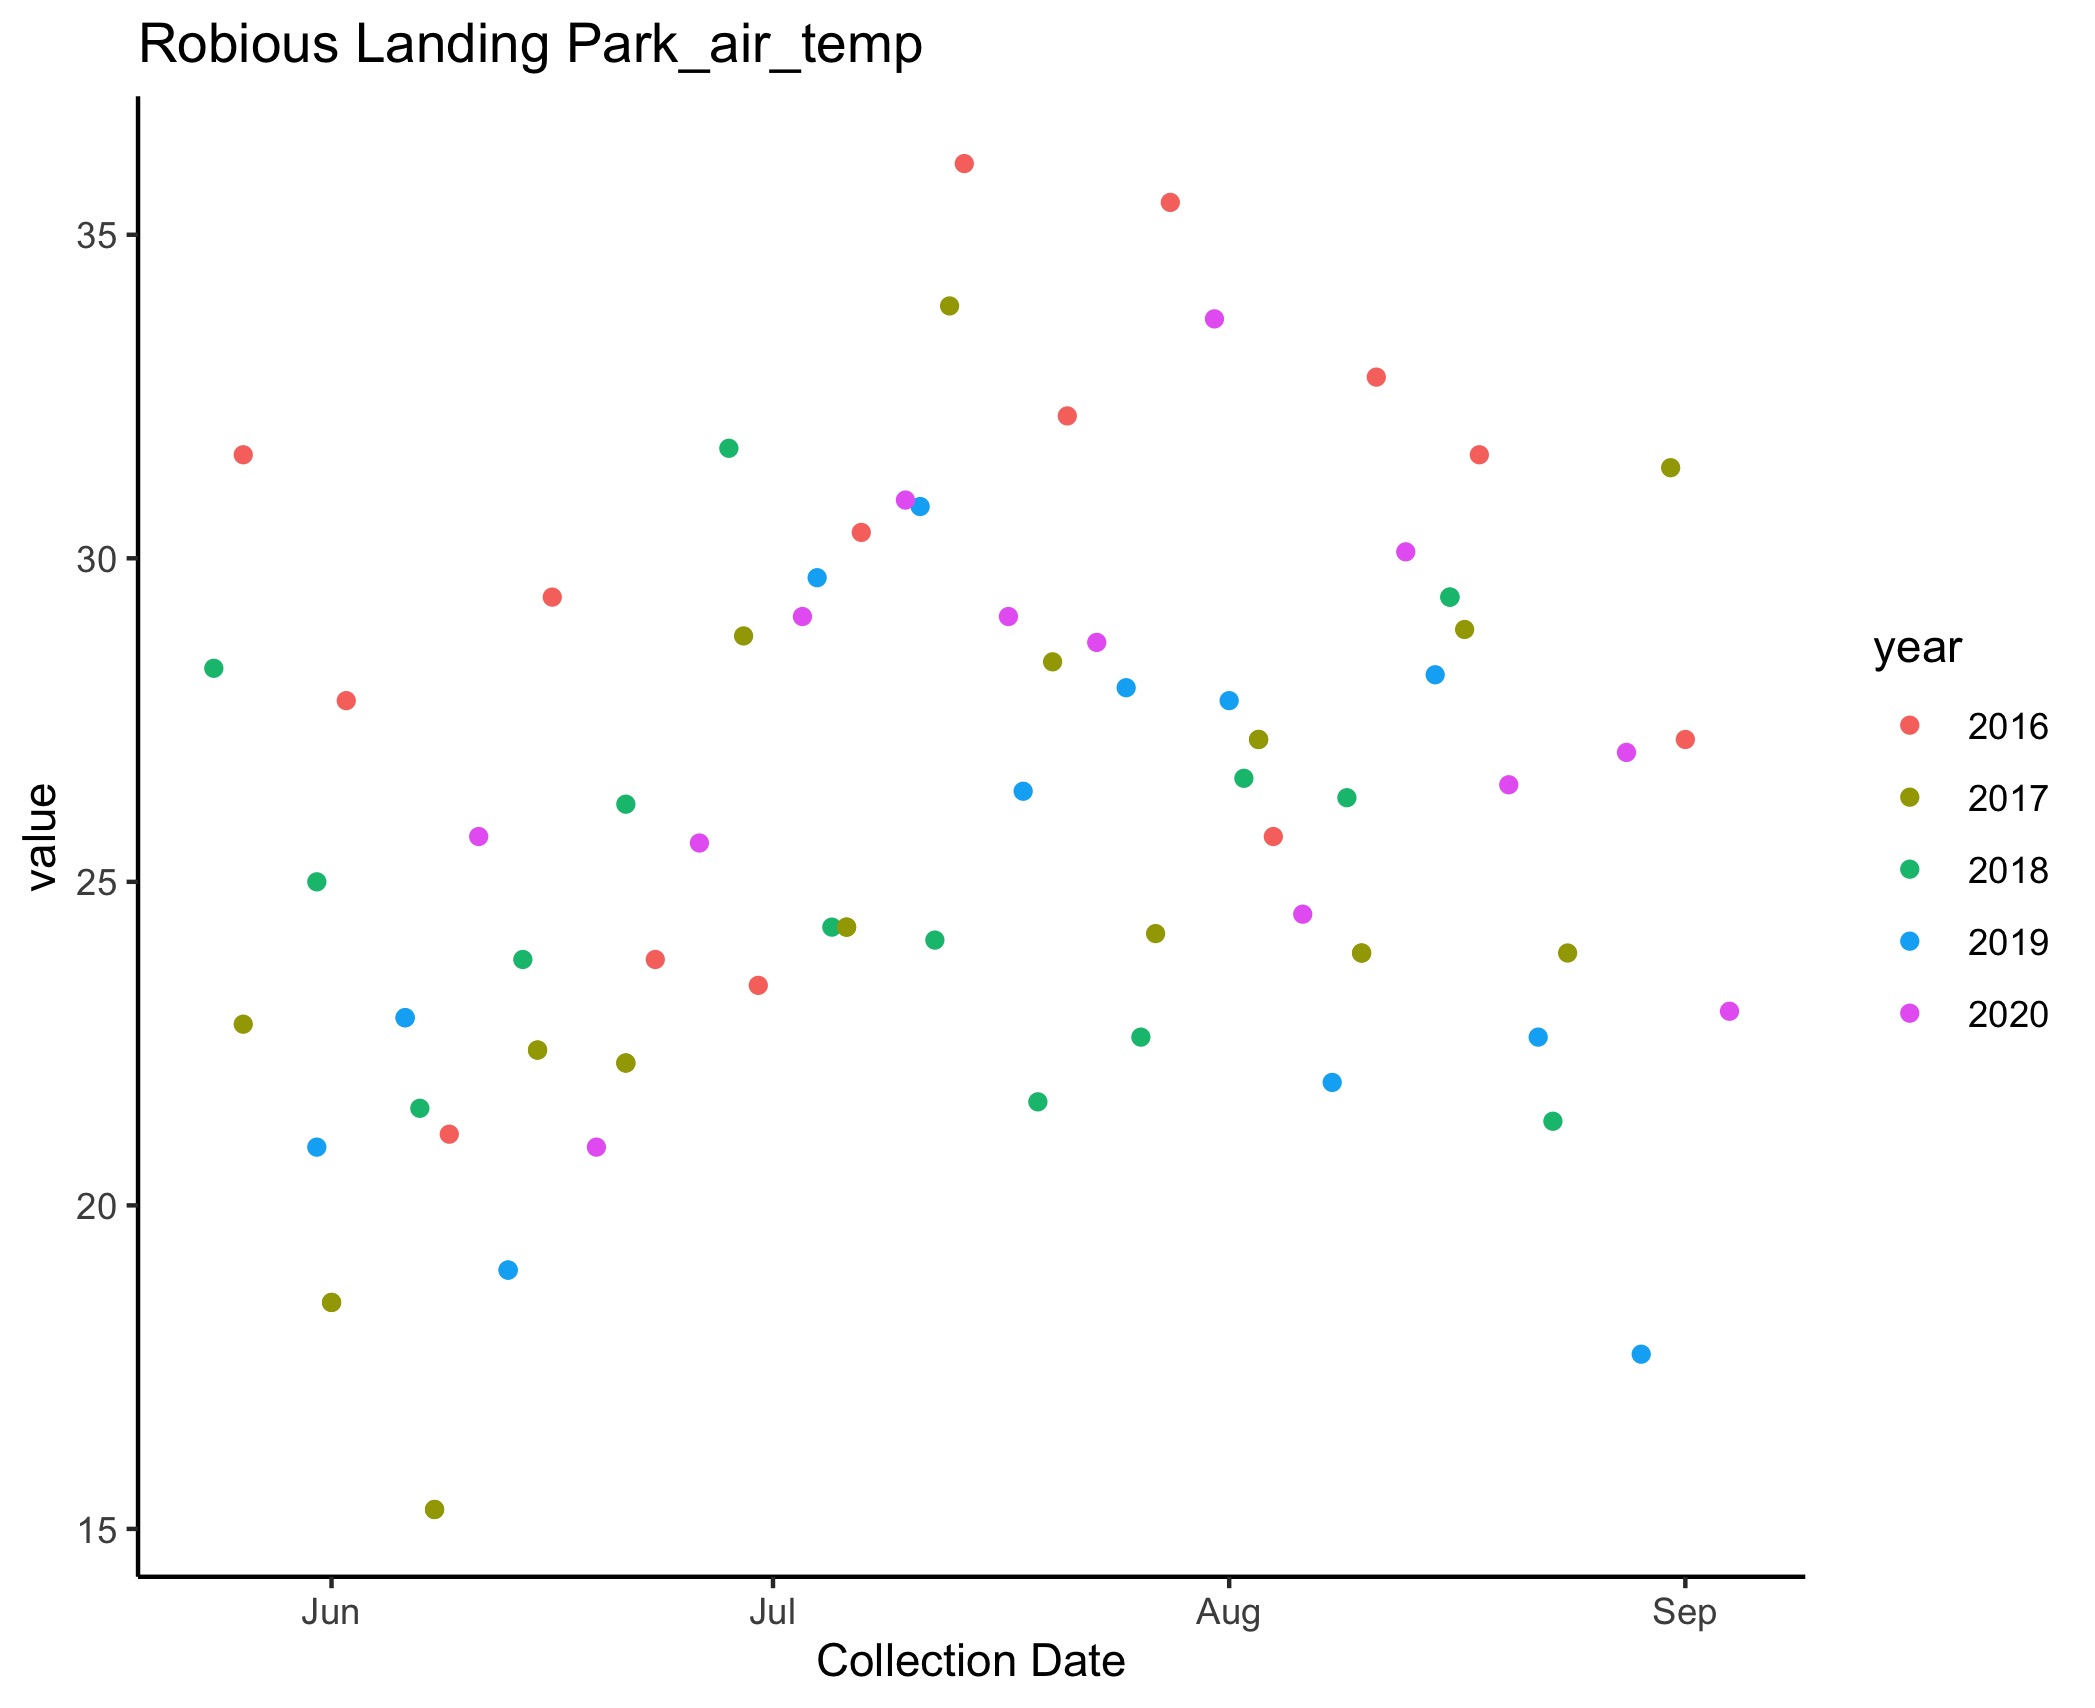 Robious Landing Park_air_temp
value
35
30
25
20
15
Jun Jul Aug Sep
Collection Date
year
2016
2017
2018
2019
2020